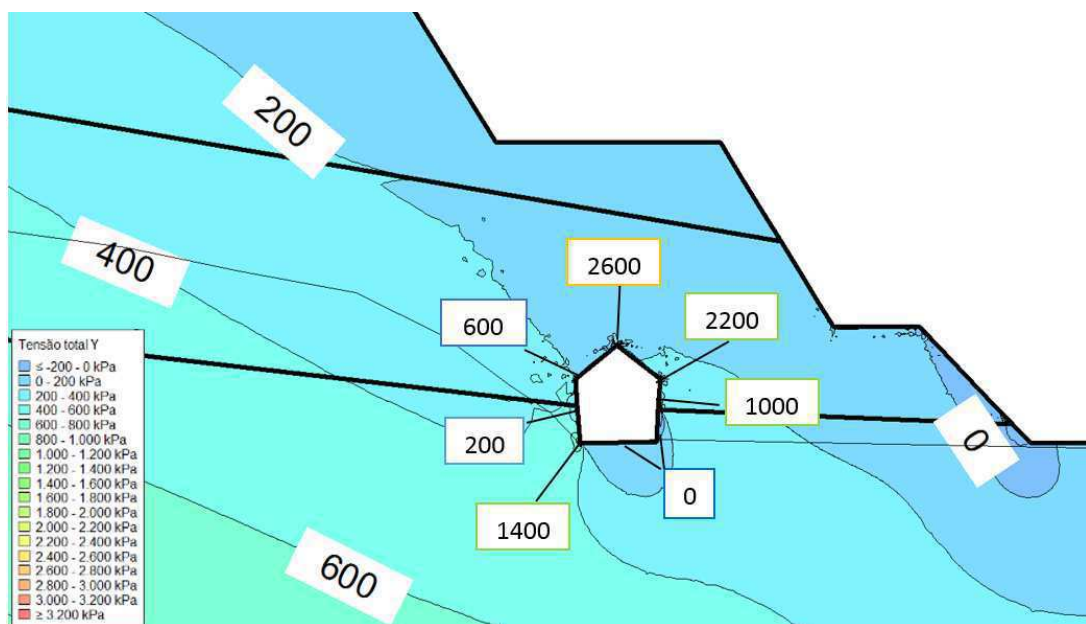 200
400
2600
600
2200
1000
200
0
0
1400
600
Tensão total Y
≤ -200 - 0 kPa
0 - 200 kPa
200 - 400 kPa
400 - 600 kPa
600 - 800 kPa
800 - 1.000 kPa
1.000 - 1.200 kPa
1.200 - 1.400 kPa
1.400 - 1.600 kPa
1.600 - 1.800 kPa
1.800 - 2.000 kPa
2.000 - 2.200 kPa
2.200 - 2.400 kPa
2.400 - 2.600 kPa
2.600 - 2.800 kPa
2.800 - 3.000 kPa
3.000 - 3.200 kPa
≥ 3.200 kPa